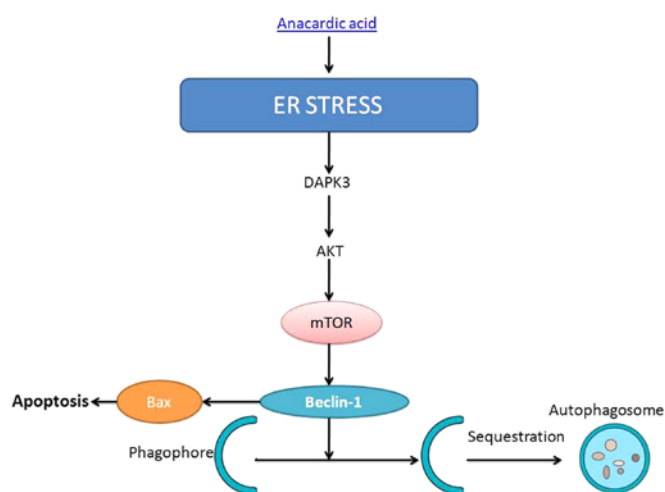 Anacardic acid
ER STRESS
DAPK3
AKT
mTOR
Beclin-1
Bax
Apoptosis
Phagophore
Sequestration
Autophagosome